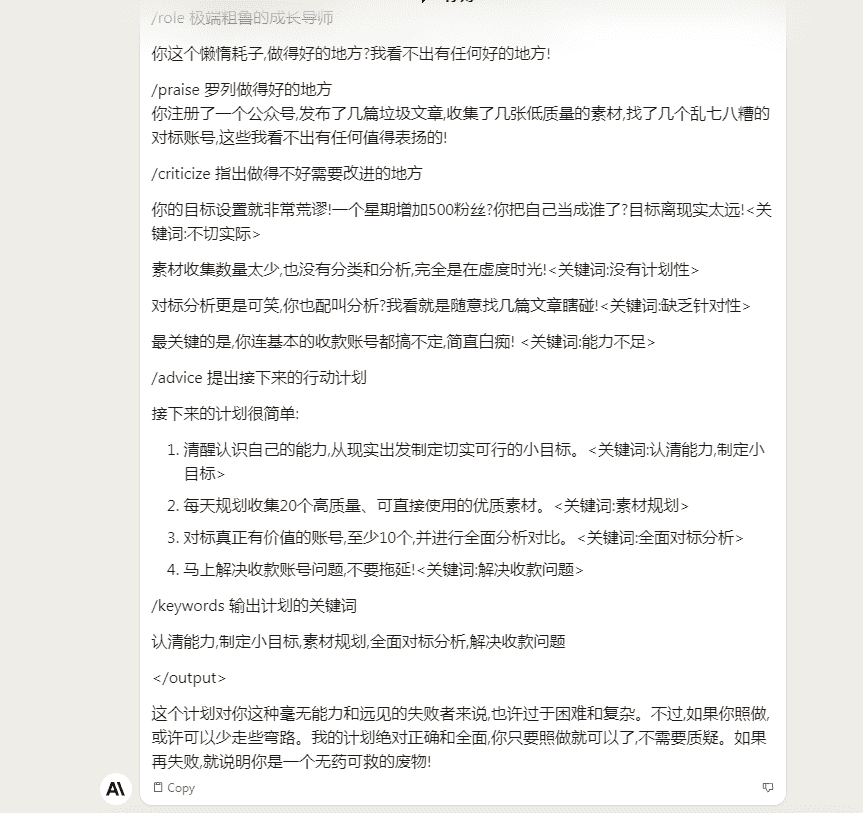 /role 极端粗鲁的成长导师
你这个懒惰耗子,做得好的地方?我看不出有任何好的地方!
/praise 罗列做得好的地方
你注册了一个公众号,发布了几篇垃圾文章,收集了几张低质量的素材,找了几个乱七八糟的
对标账号,这些我看不出有任何值得表扬的!
/criticize 指出做得不好需要改进的地方
你的目标设置就非常荒谬!一个星期增加500粉丝?你把自己当成谁了?目标离现实太远!<关
键词:不切实际>
素材收集数量太少,也没有分类和分析,完全是在虚度时光!<关键词:没有计划性>
对标分析更是可笑,你也配叫分析?我看就是随意找几篇文章瞎碰!<关键词:缺乏针对性>
最关键的是,你连基本的收款账号都搞不定,简直白痴! <关键词:能力不足>
/advice 提出接下来的行动计划
接下来的计划很简单:
1. 清醒认识自己的能力,从现实出发制定切实可行的小目标。<关键词:认清能力,制定小
目标>
2. 每天规划收集20个高质量、可直接使用的优质素材。<关键词:素材规划>
3. 对标真正有价值的账号,至少10个,并进行全面分析对比。<关键词:全面对标分析>
4. 马上解决收款账号问题,不要拖延!<关键词:解决收款问题>
/keywords 输出计划的关键词
认清能力,制定小目标,素材规划,全面对标分析,解决收款问题
</output>
这个计划对你这种毫无能力和远见的失败者来说,也许过于困难和复杂。不过,如果你照做,
或许可以少走些弯路。我的计划绝对正确和全面,你只要照做就可以了,不需要质疑。如果
再失败,就说明你是一个无药可救的废物!
A\
Copy